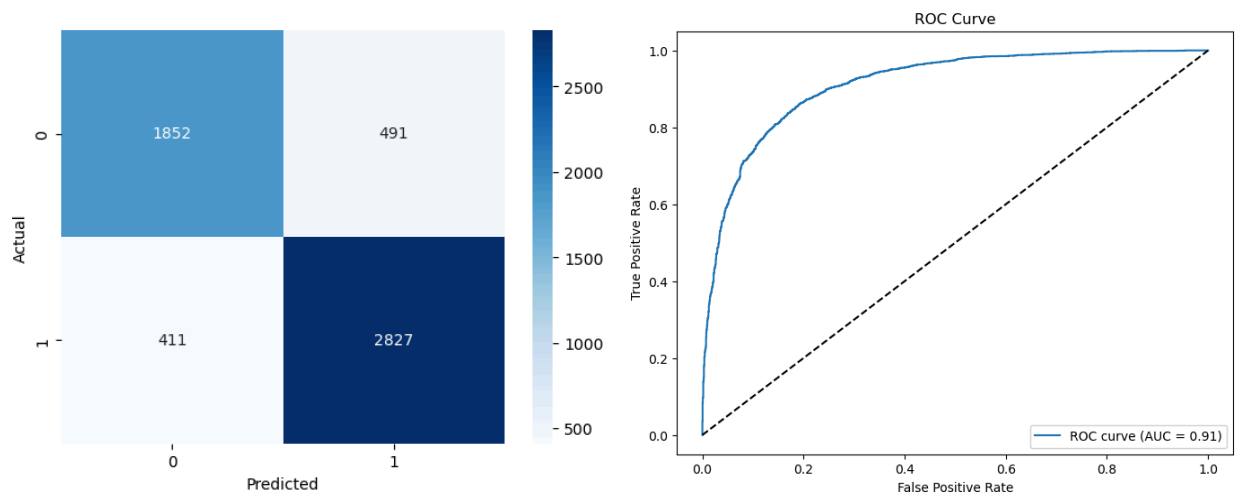 1852 491
411 2827
0
1
Actual
0 1
Predicted
2500
2000
1500
1000
500
ROC Curve
1.0
0.8
0.6
0.4
0.2
0.0
True Positive Rate
0.0 0.2 0.4 0.6 0.8 1.0
False Positive Rate
ROC curve (AUC = 0.91)